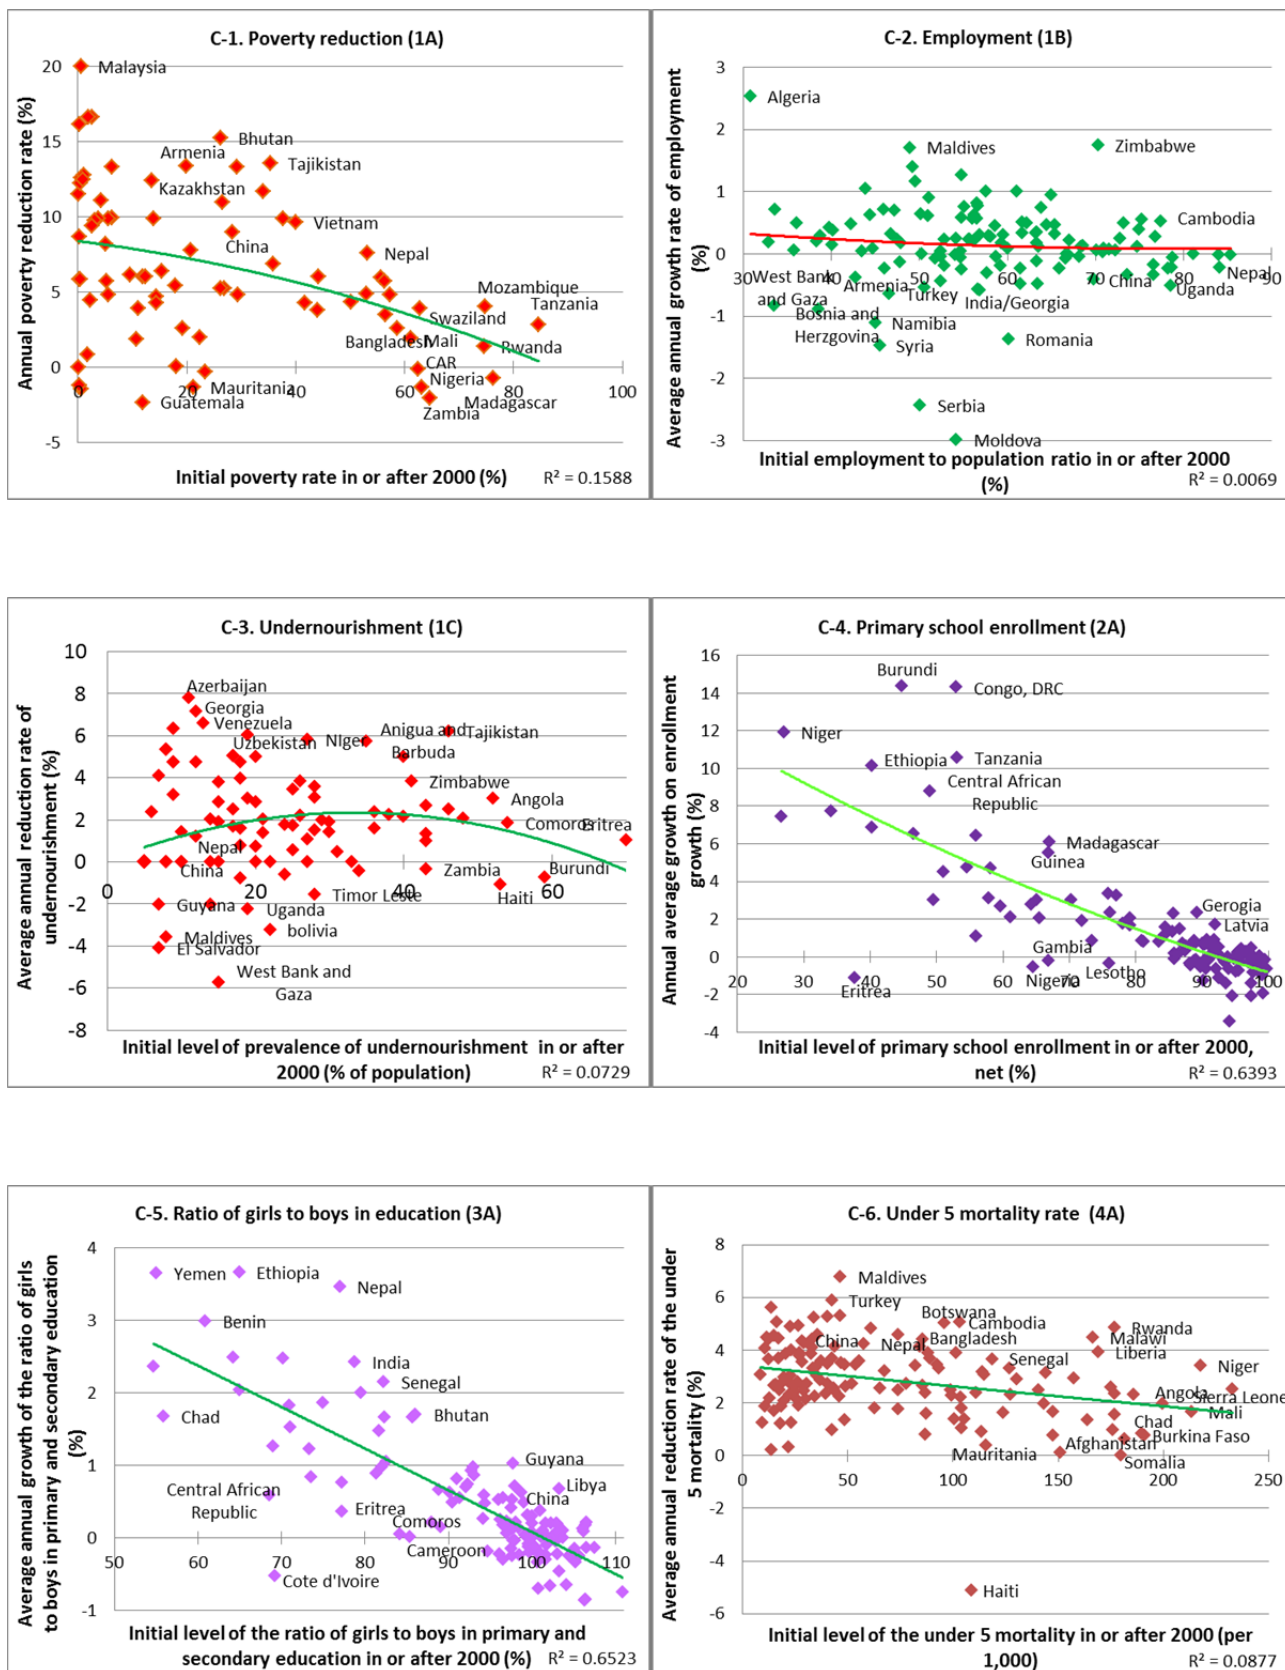 C-1. Poverty reduction (1A)
Annual poverty reduction rate (%)
20
15
10
5
0
-5
0
20
40
60
80
100
Malaysia
Bhutan
Armenia
Tajikistan
Kazakhstan
Vietnam
China
Nepal
Mozambique
Tanzania
Swaziland
Bangladesh
Mali
Rwanda
CAR
Nigeria
Mauritania
Madagascar
Guatemala
Zambia
Initial poverty rate in or after 2000 (%)
R² = 0.1588
C-2. Employment (1B)
Average annual growth rate of employment
(%)
3
2
1
0
-1
-2
-3
30
40
50
60
70
80
90
Algeria
Maldives
Zimbabwe
Cambodia
West Bank
and Gaza
Armenia
Turkey
India/Georgia
China
Uganda
Nepal
Bosnia and
Herzgovina
Namibia
Syria
Romania
Serbia
Moldova
Initial employment to population ratio in or after 2000
(%)
R² = 0.0069
C-3. Undernourishment (1C)
Average annual reduction rate of
undernourishment (%)
10
8
6
4
2
0
-2
-4
-6
-8
0
20
40
60
Azerbaijan
Georgia
Venezuela
Uzbekistan
NIger
Anigua and
Barbuda
Tajikistan
Zimbabwe
Angola
Comoros
Eritrea
Nepal
China
Zambia
Burundi
Haiti
Timor Leste
Guyana
Uganda
bolivia
Maldives
El Salvador
West Bank and
Gaza
Initial level of prevalence of undernourishment in or after
2000 (% of population)
R² = 0.0729
C-4. Primary school enrollment (2A)
Annual average growth on enrollment
growth (%)
16
14
12
10
8
6
4
2
0
-2
-4
20
30
40
50
60
70
80
90
100
Burundi
Congo, DRC
Niger
Ethiopia
Tanzania
Central African
Republic
Madagascar
Guinea
Gerogia
Latvia
Gambia
Nigeria
Lesotho
Eritrea
Initial level of primary school enrollment in or after 2000,
net (%)
R² = 0.6393
C-5. Ratio of girls to boys in education (3A)
Average annual growth of the ratio of girls
to boys in primary and secondary education
(%)
4
3
2
1
0
-1
50
60
70
80
90
100
110
Yemen
Ethiopia
Nepal
Benin
India
Senegal
Chad
Bhutan
Guyana
Libya
China
Central African
Republic
Eritrea
Comoros
Cameroon
Cote d'Ivoire
Initial level of the ratio of girls to boys in primary and
secondary education in or after 2000 (%)
R² = 0.6523
C-6. Under 5 mortality rate (4A)
Average annual reduction rate of the under
5 mortality (%)
8
6
4
2
0
-2
-4
-6
0
50
100
150
200
250
Maldives
Turkey
Botswana
Cambodia
Rwanda
China
Nepal
Bangladesh
Malawi
Liberia
Senegal
Niger
Angola
Sierra Leone
Mali
Chad
Burkina Faso
Mauritania
Afghanistan
Somalia
Haiti
Initial level of the under 5 mortality in or after 2000 (per
1,000)
R² = 0.0877